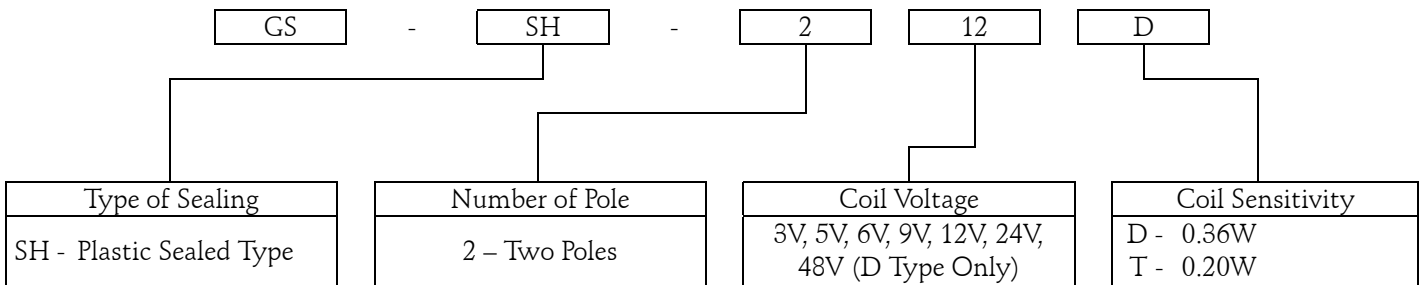 GS - SH - 2 12 D
Type of Sealing
SH - Plastic Sealed Type
Number of Pole
2 – Two Poles
Coil Voltage
3V, 5V, 6V, 9V, 12V, 24V,
48V (D Type Only)
Coil Sensitivity
D - 0.36W
T - 0.20W